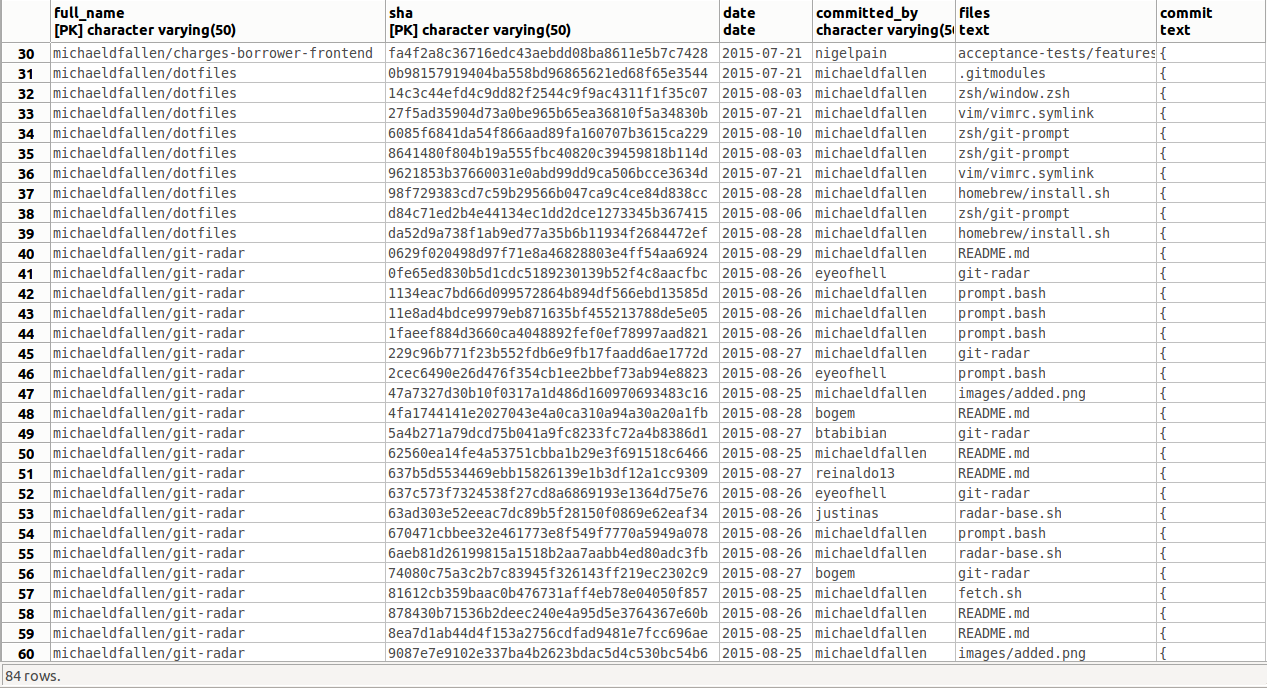 full_name sha date committed_by files commit
[PK] character varying(50) [PK] character varying(50) date character varying(5 text text
30 michaeldfallen/charges-borrower-frontend fa4f2a8c36716edc43aebdd08ba8611e5b7c7428 2015-07-21 nigelpain acceptance-tests/features {
31 michaeldfallen/dotfiles 0b98157919404ba558bd96865621ed68f65e3544 2015-07-21 michaeldfallen .gitmodules {
32 michaeldfallen/dotfiles 14c3c44efd4c9dd82f2544c9f9ac4311f1f35c07 2015-08-03 michaeldfallen zsh/window.zsh {
33 michaeldfallen/dotfiles 27f5ad35904d73a0be965b65ea36810f5a34830b 2015-07-21 michaeldfallen vim/vimrc.symlink {
34 michaeldfallen/dotfiles 6085f6841da54f866aad89fa160707b3615ca229 2015-08-10 michaeldfallen zsh/git-prompt {
35 michaeldfallen/dotfiles 8641480f804b19a555fbc40820c39459818b114d 2015-08-03 michaeldfallen zsh/git-prompt {
36 michaeldfallen/dotfiles 9621853b37660031e0abd99dd9ca506bcce3634d 2015-07-21 michaeldfallen vim/vimrc.symlink {
37 michaeldfallen/dotfiles 98f729383cd7c59b29566b047ca9c4ce84d838cc 2015-08-28 michaeldfallen homebrew/install.sh {
38 michaeldfallen/dotfiles d84c71ed2b4e44134ec1dd2dce1273345b367415 2015-08-06 michaeldfallen zsh/git-prompt {
39 michaeldfallen/dotfiles da52d9a738f1ab9ed77a35b6b11934f2684472ef 2015-08-28 michaeldfallen homebrew/install.sh {
40 michaeldfallen/git-radar 0629f020498d97f71e8a46828803e4ff54aa6924 2015-08-29 michaeldfallen README.md {
41 michaeldfallen/git-radar 0fe65ed830b5d1cdc5189230139b52f4c8aacfbc 2015-08-26 eyeofhell git-radar {
42 michaeldfallen/git-radar 1134eac7bd66d099572864b894df566ebd13585d 2015-08-26 michaeldfallen prompt.bash {
43 michaeldfallen/git-radar 11e8ad4bdce9979eb871635bf455213788de5e05 2015-08-26 michaeldfallen prompt.bash {
44 michaeldfallen/git-radar 1faeef884d3660ca4048892fef0ef78997aad821 2015-08-26 michaeldfallen prompt.bash {
45 michaeldfallen/git-radar 229c96b771f23b552fdb6e9fb17faadd6ae1772d 2015-08-27 michaeldfallen git-radar {
46 michaeldfallen/git-radar 2cec6490e26d476f354cb1ee2bbef73ab94e8823 2015-08-26 eyeofhell prompt.bash {
47 michaeldfallen/git-radar 47a7327d30b10f0317a1d486d160970693483c16 2015-08-25 michaeldfallen images/added.png {
48 michaeldfallen/git-radar 4fa1744141e2027043e4a0ca310a94a30a20a1fb 2015-08-28 bogem README.md {
49 michaeldfallen/git-radar 5a4b271a79dcd75b041a9fc8233fc72a4b8386d1 2015-08-27 btabibian git-radar {
50 michaeldfallen/git-radar 62560ea14fe4a53751cbba1b29e3f691518c6466 2015-08-25 michaeldfallen README.md {
51 michaeldfallen/git-radar 637b5d5534469ebb15826139e1b3df12a1cc9309 2015-08-27 reinaldo13 README.md {
52 michaeldfallen/git-radar 637c573f7324538f27cd8a6869193e1364d75e76 2015-08-26 eyeofhell git-radar {
53 michaeldfallen/git-radar 63ad303e52eeac7dc89b5f28150f0869e62eaf34 2015-08-26 justinas radar-base.sh {
54 michaeldfallen/git-radar 670471cbbee32e461773e8f549f7770a5949a078 2015-08-26 michaeldfallen prompt.bash {
55 michaeldfallen/git-radar 6aeb81d26199815a1518b2aa7aabb4ed80adc3fb 2015-08-26 michaeldfallen radar-base.sh {
56 michaeldfallen/git-radar 74080c75a3c2b7c83945f326143ff219ec2302c9 2015-08-27 bogem git-radar {
57 michaeldfallen/git-radar 81612cb359baac0b476731aff4eb78e04050f857 2015-08-25 michaeldfallen fetch.sh {
58 michaeldfallen/git-radar 878430b71536b2deec240e4a95d5e3764367e60b 2015-08-26 michaeldfallen README.md {
59 michaeldfallen/git-radar 8ea7d1ab44d4f153a2756cdfad9481e7fcc696ae 2015-08-25 michaeldfallen README.md {
60 michaeldfallen/git-radar 9087e7e9102e337ba4b2623bdac5d4c530bc54b6 2015-08-25 michaeldfallen images/added.png {
84 rows.